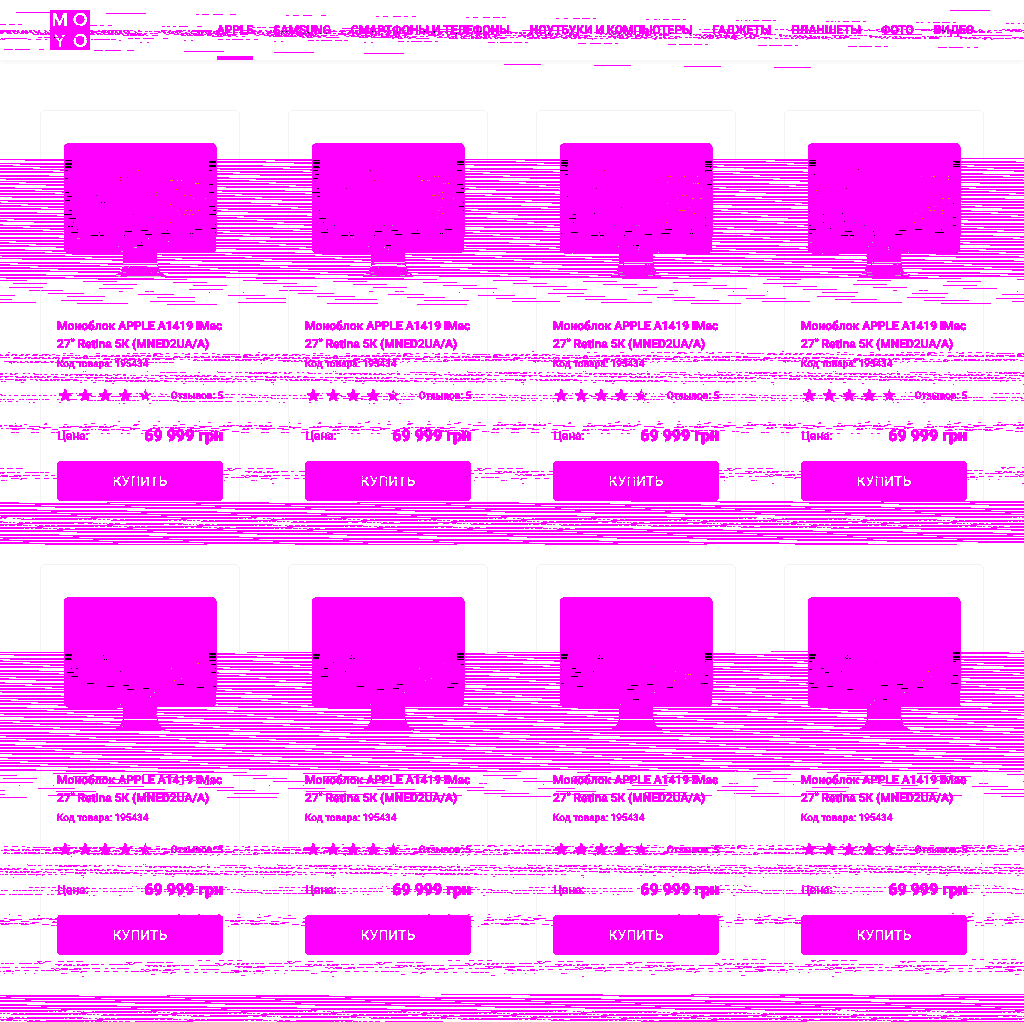 MO
YO
APPLE SAMSUNG СМАРТФОНЫ И ТЕЛЕФОНЫ НОУТБУКИ И КОМПЬЮТЕРЫ ГАДЖЕТЫ ПЛАНШЕТЫ ФОТО ВИДЕО
Моноблок APPLE A1419 iMac
27" Retina 5K (MNED2UA/A)
Код товара: 195434
Отзывов: 5
Цена: 69 999 грн
КУПИТЬ
Моноблок APPLE A1419 iMac
27" Retina 5K (MNED2UA/A)
Код товара: 195434
Отзывов: 5
Цена: 69 999 грн
КУПИТЬ
Моноблок APPLE A1419 iMac
27" Retina 5K (MNED2UA/A)
Код товара: 195434
Отзывов: 5
Цена: 69 999 грн
КУПИТЬ
Моноблок APPLE A1419 iMac
27" Retina 5K (MNED2UA/A)
Код товара: 195434
Отзывов: 5
Цена: 69 999 грн
КУПИТЬ
Моноблок APPLE A1419 iMac
27" Retina 5K (MNED2UA/A)
Код товара: 195434
Отзывов: 5
Цена: 69 999 грн
КУПИТЬ
Моноблок APPLE A1419 iMac
27" Retina 5K (MNED2UA/A)
Код товара: 195434
Отзывов: 5
Цена: 69 999 грн
КУПИТЬ
Моноблок APPLE A1419 iMac
27" Retina 5K (MNED2UA/A)
Код товара: 195434
Отзывов: 5
Цена: 69 999 грн
КУПИТЬ
Моноблок APPLE A1419 iMac
27" Retina 5K (MNED2UA/A)
Код товара: 195434
Отзывов: 5
Цена: 69 999 грн
КУПИТЬ